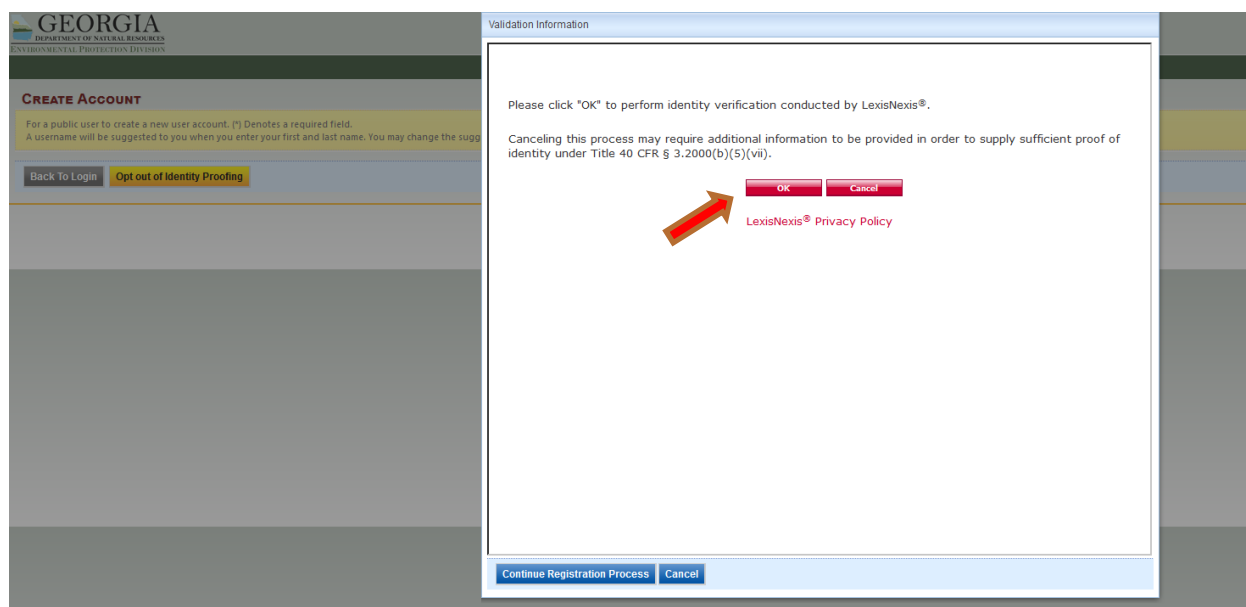 GEORGIA
DEPARTMENT OF NATURAL RESOURCES
ENVIRONMENTAL PROTECTION DIVISION
CREATE ACCOUNT
For a public user to create a new user account. (*) Denotes a required field.
A username will be suggested to you when you enter your first and last name. You may change the sugg
Back To Login
Opt out of Identity Proofing
Validation Information
Please click "OK" to perform identity verification conducted by LexisNexis®.
Canceling this process may require additional information to be provided in order to supply sufficient proof of
identity under Title 40 CFR § 3.2000(b)(5)(vii).
OK
Cancel
LexisNexis® Privacy Policy
Continue Registration Process
Cancel